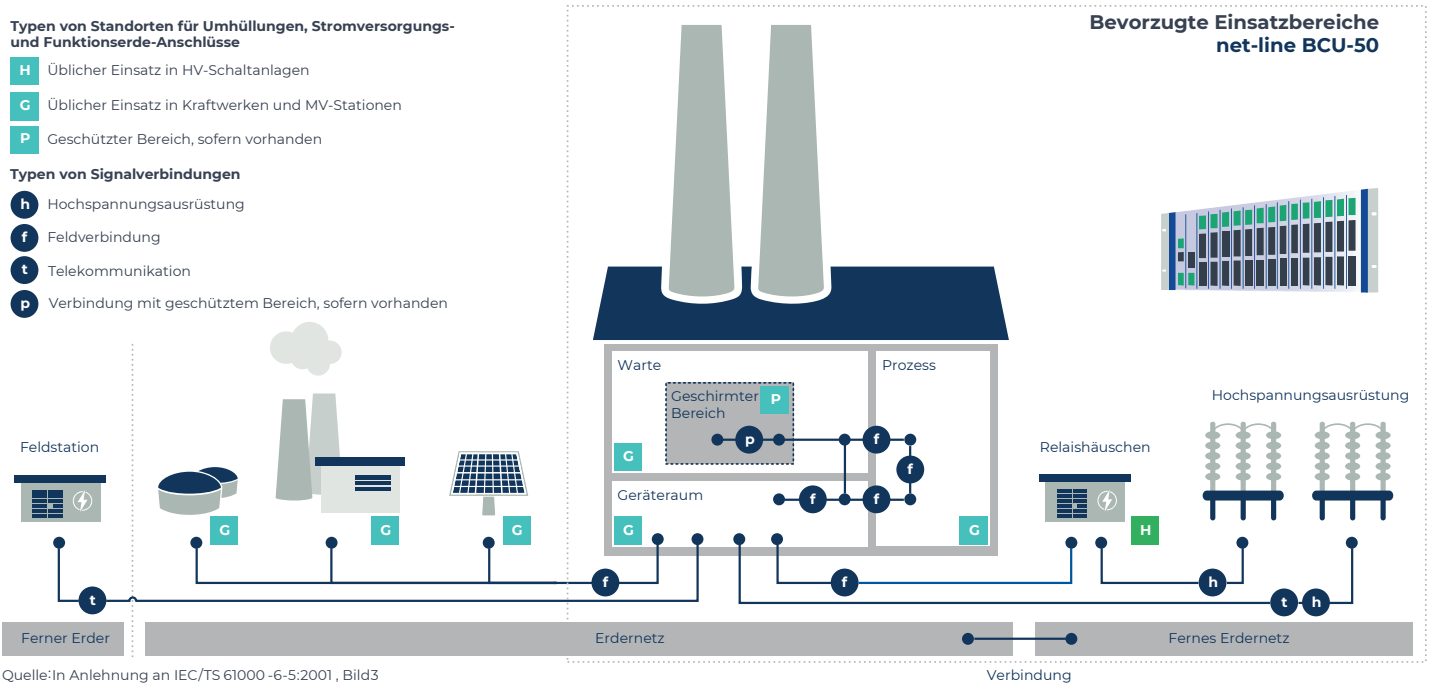 Typen von Standorten für Umhüllungen, Stromversorgungs-
und Funktionserde-Anschlüsse
H Üblicher Einsatz in HV-Schaltanlagen
G Üblicher Einsatz in Kraftwerken und MV-Stationen
P Geschützter Bereich, sofern vorhanden
Typen von Signalverbindungen
h Hochspannungsausrüstung
f Feldverbindung
t Telekommunikation
p Verbindung mit geschütztem Bereich, sofern vorhanden
Bevorzugte Einsatzbereiche
net-line BCU-50
Feldstation
G
G
G
Warte
Prozess
Geschirmter P
Bereich
p
f
G
f
Geräteraum
f
f
G
G
Hochspannungsausrüstung
Relaishäuschen
H
f
f
h
t
t
h
Ferner Erder
Erdernetz
Fernes Erdernetz
Verbindung
Quelle:In Anlehnung an IEC/TS 61000-6-5:2001 , Bild3